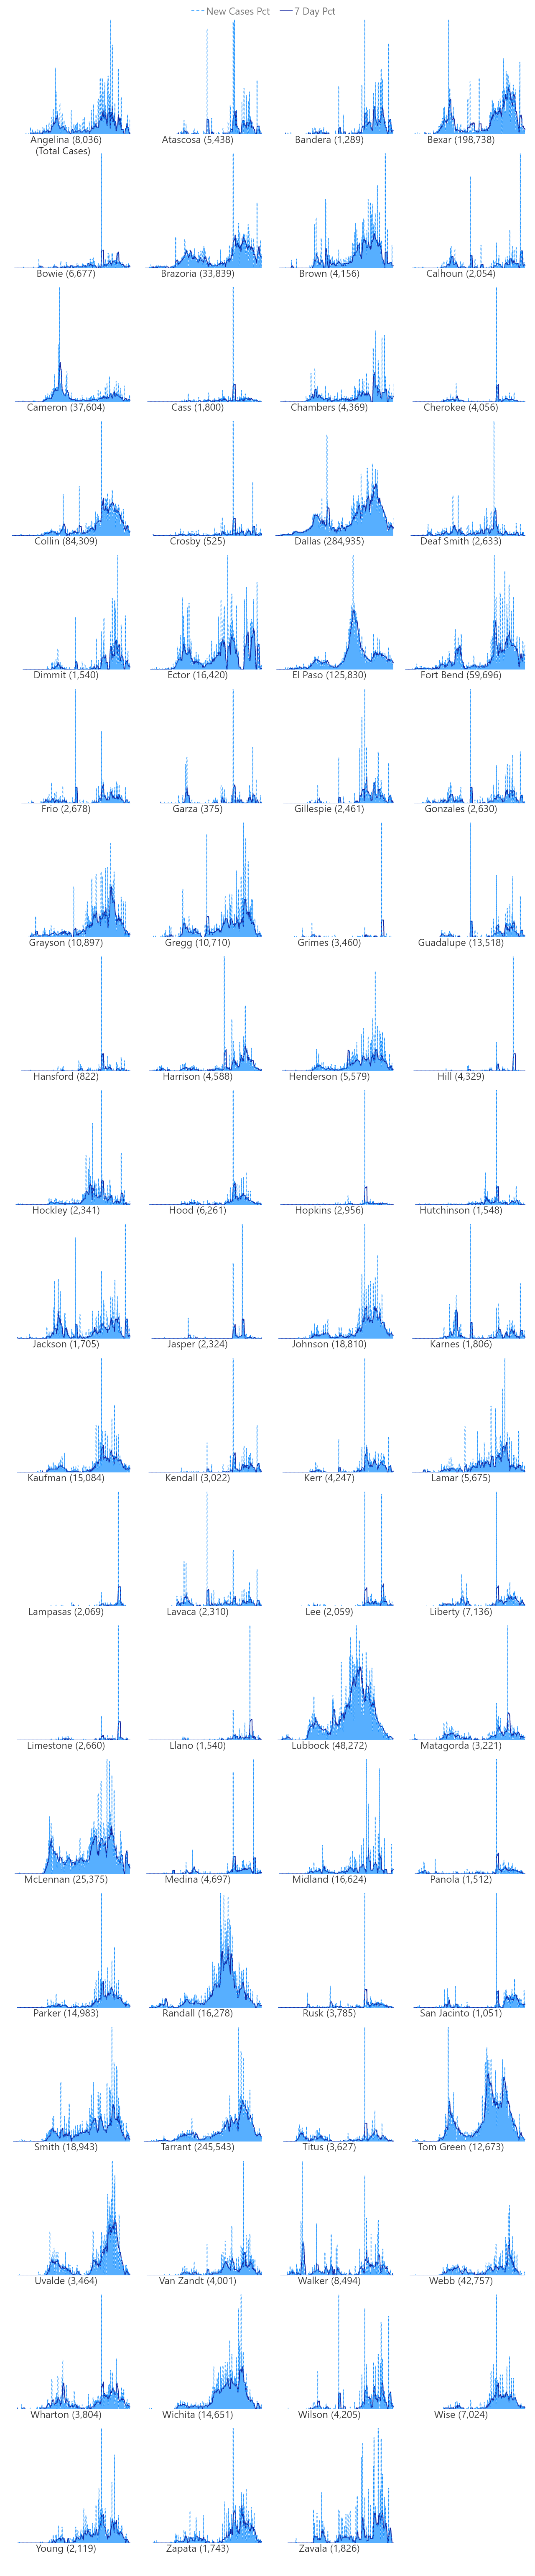 New Cases Pct 7 Day Pct
Angelina (8,036) Atascosa (5,438) Bandera (1,289) Bexar (198,738)
(Total Cases)
Bowie (6,677) Brazoria (33,839) Brown (4,156) Calhoun (2,054)
Cameron (37,604) Cass (1,800) Chambers (4,369) Cherokee (4,056)
Collin (84,309) Crosby (525) Dallas (284,935) Deaf Smith (2,633)
Dimmit (1,540) Ector (16,420) El Paso (125,830) Fort Bend (59,696)
Frio (2,678) Garza (375) Gillespie (2,461) Gonzales (2,630)
Grayson (10,897) Gregg (10,710) Grimes (3,460) Guadalupe (13,518)
Hansford (822) Harrison (4,588) Henderson (5,579) Hill (4,329)
Hockley (2,341) Hood (6,261) Hopkins (2,956) Hutchinson (1,548)
Jackson (1,705) Jasper (2,324) Johnson (18,810) Karnes (1,806)
Kaufman (15,084) Kendall (3,022) Kerr (4,247) Lamar (5,675)
Lampasas (2,069) Lavaca (2,310) Lee (2,059) Liberty (7,136)
Limestone (2,660) Llano (1,540) Lubbock (48,272) Matagorda (3,221)
McLennan (25,375) Medina (4,697) Midland (16,624) Panola (1,512)
Parker (14,983) Randall (16,278) Rusk (3,785) San Jacinto (1,051)
Smith (18,943) Tarrant (245,543) Titus (3,627) Tom Green (12,673)
Uvalde (3,464) Van Zandt (4,001) Walker (8,494) Webb (42,757)
Wharton (3,804) Wichita (14,651) Wilson (4,205) Wise (7,024)
Young (2,119) Zapata (1,743) Zavala (1,826)